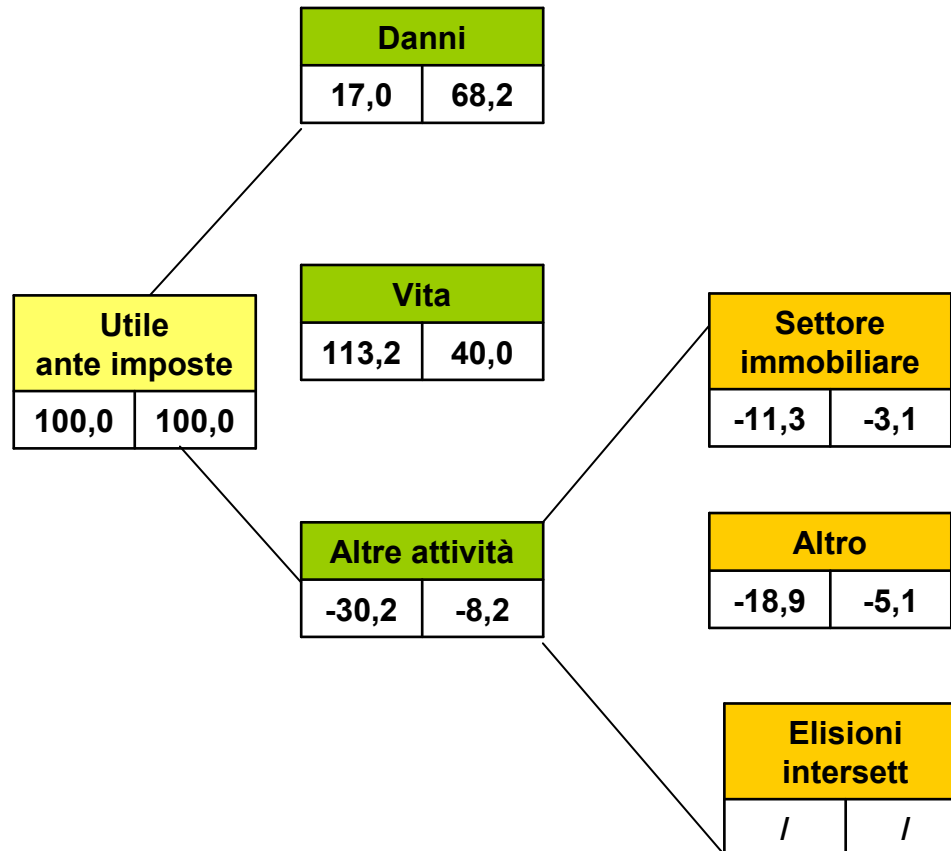 Danni
17,0 68,2
Utile
ante imposte
100,0 100,0
Vita
113,2 40,0
Altre attività
-30,2 -8,2
Settore
immobiliare
-11,3 -3,1
Altro
-18,9 -5,1
Elisioni
intersett
/ /